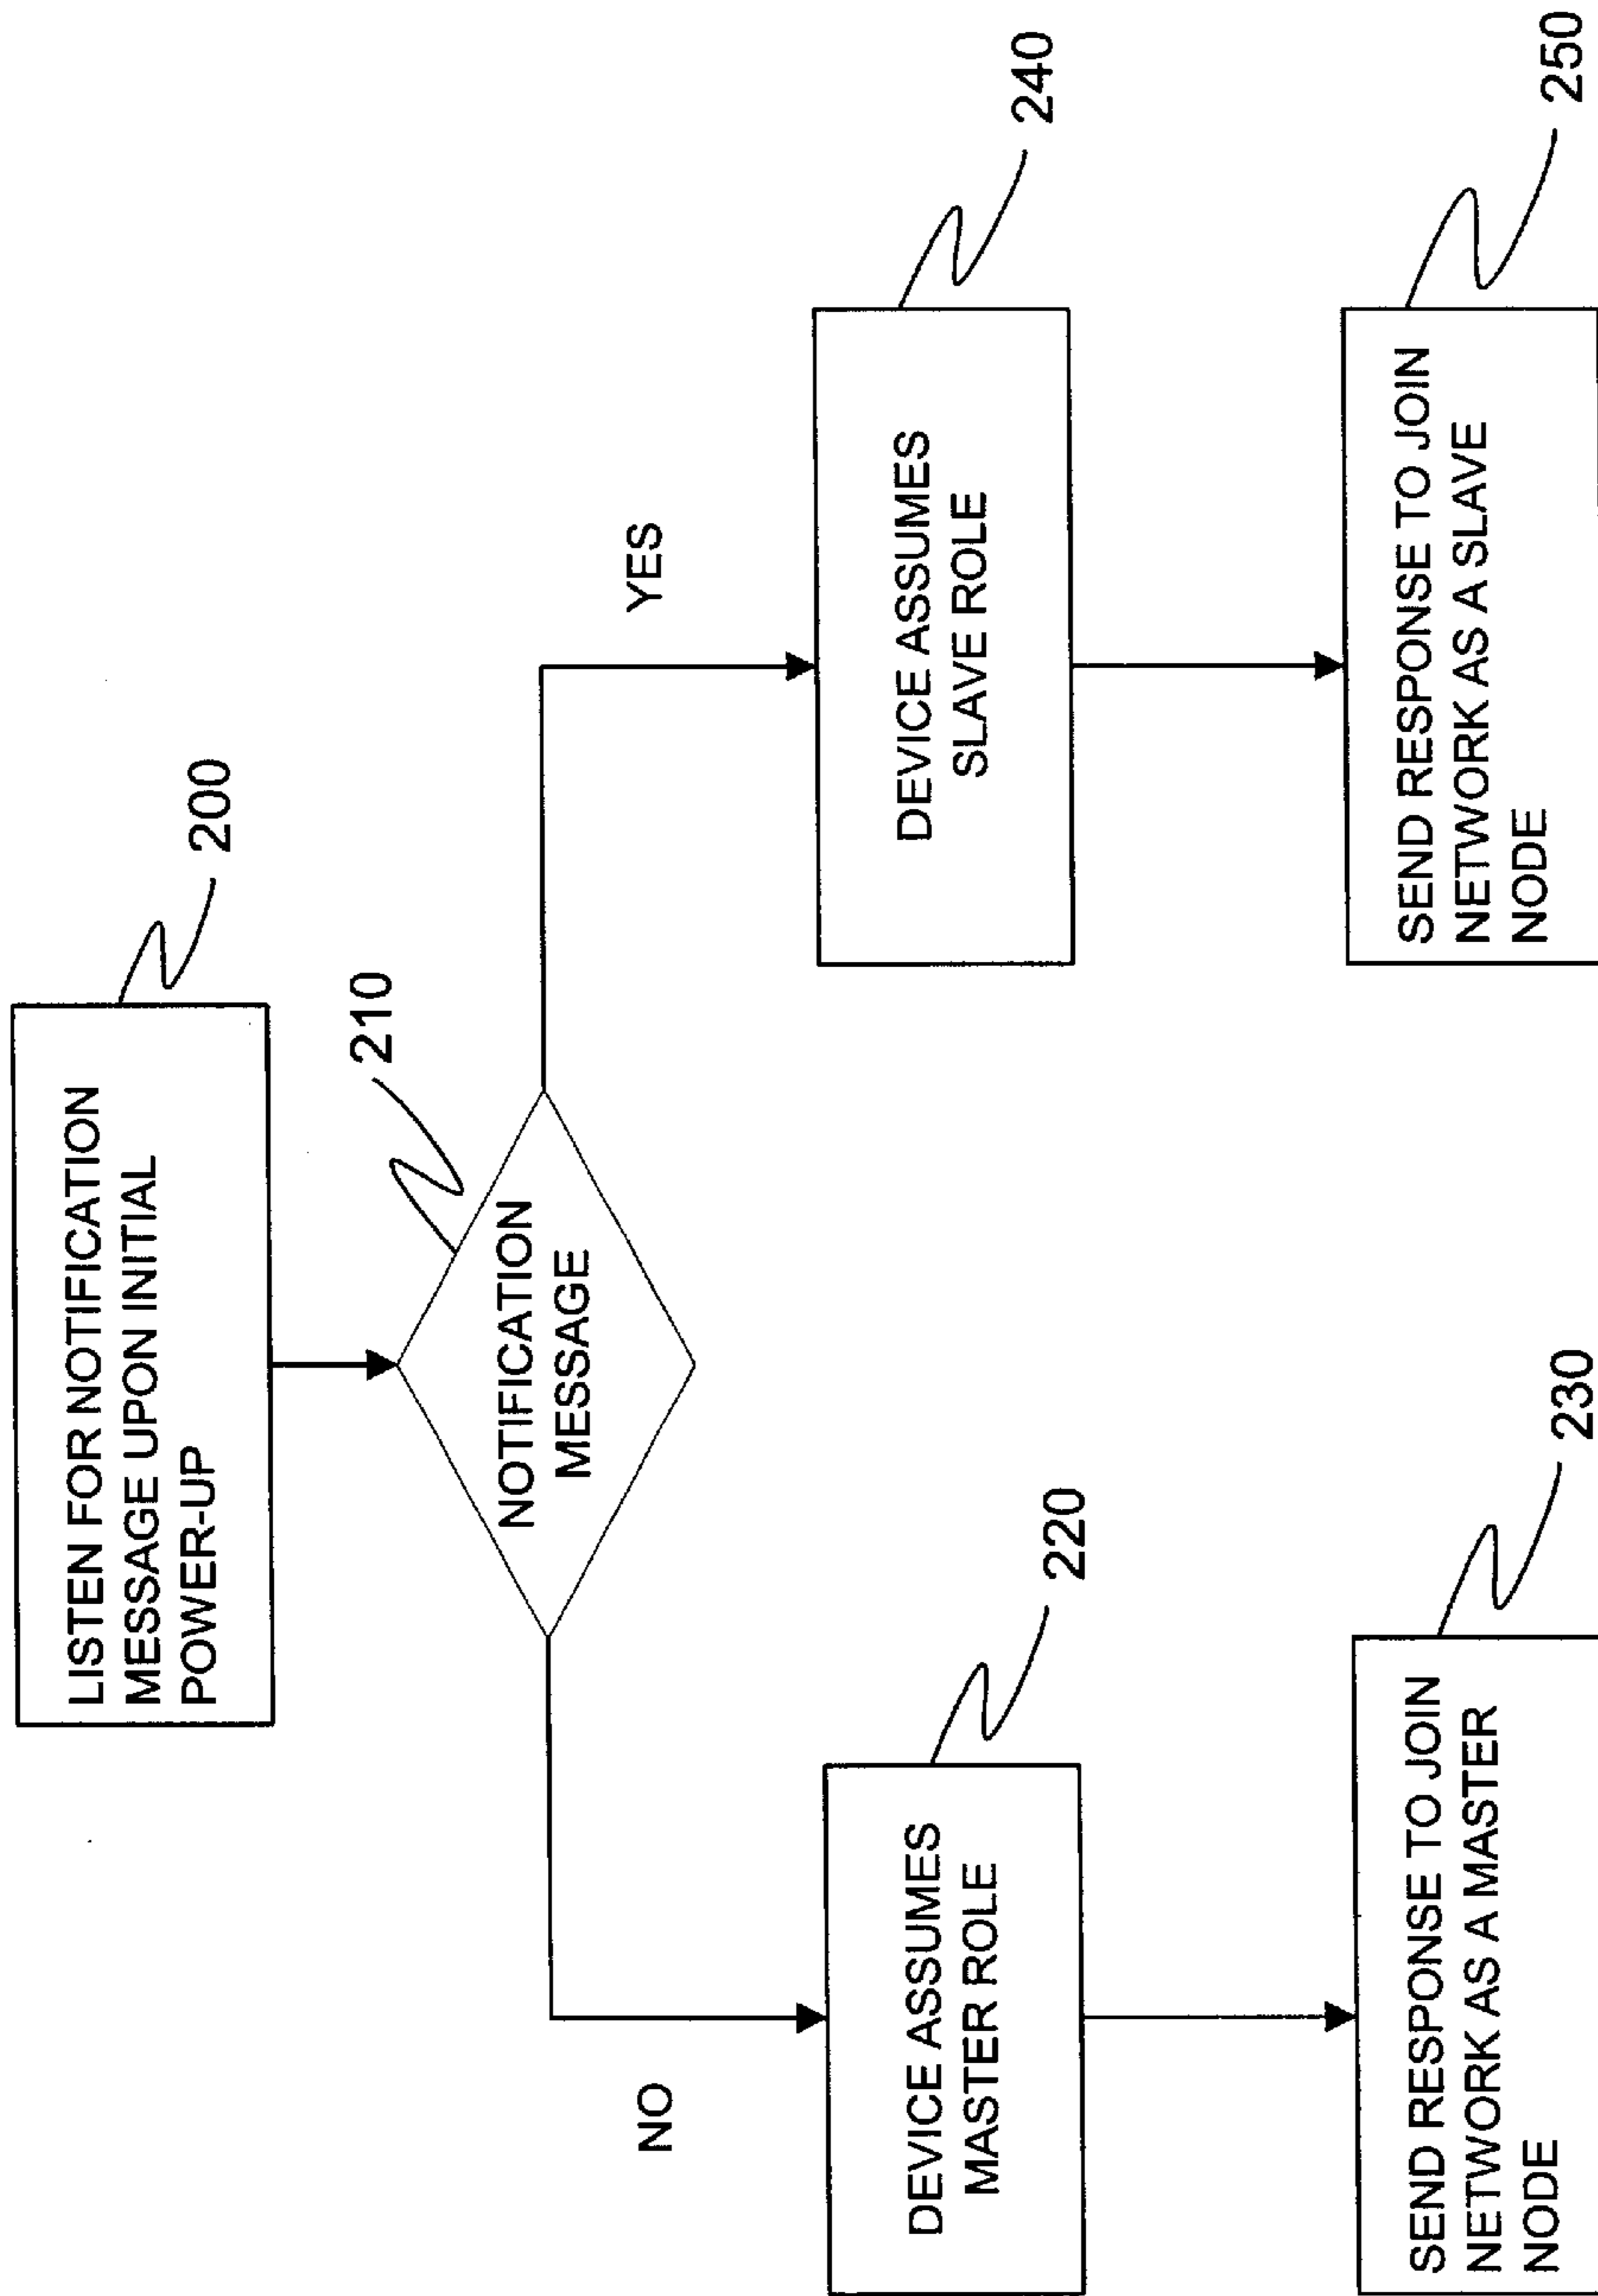 LISTEN FOR NOTIFICATION
MESSAGE UPON INITIAL
POWER-UP
200
210
NOTIFICATION
MESSAGE
NO
YES
DEVICE ASSUMES
MASTER ROLE
220
DEVICE ASSUMES
SLAVE ROLE
240
SEND RESPONSE TO JOIN
NETWORK AS A MASTER
NODE
230
SEND RESPONSE TO JOIN
NETWORK AS A SLAVE
NODE
250